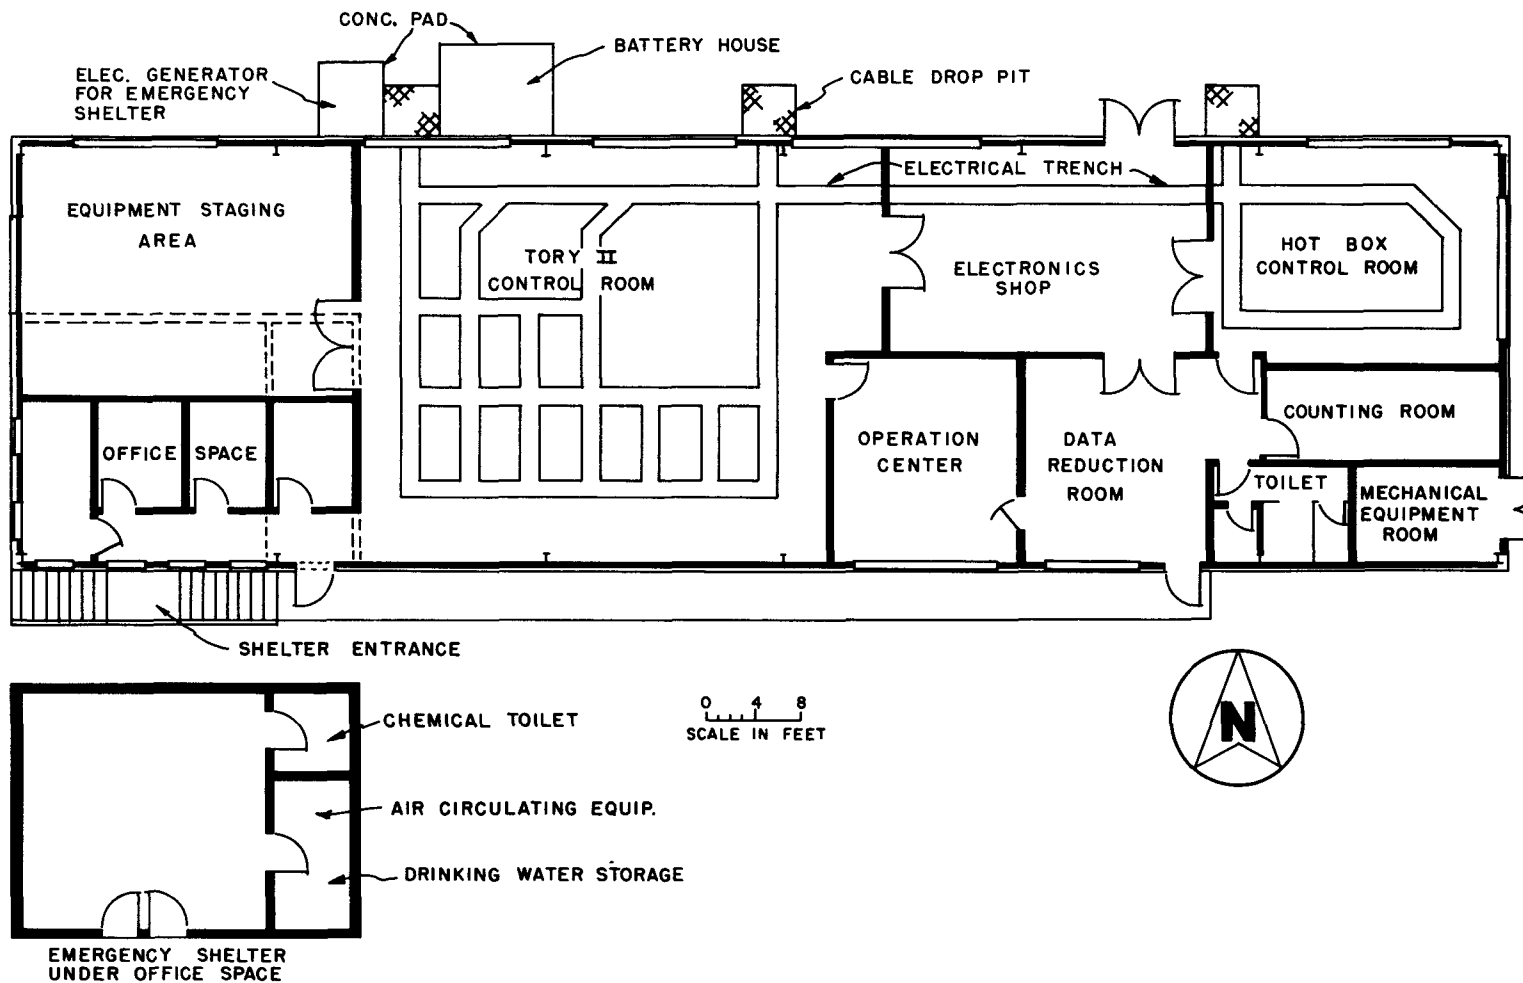 CONC. PAD
BATTERY HOUSE
ELEC. GENERATOR
FOR EMERGENCY
SHELTER
CABLE DROP PIT
ELECTRICAL TRENCH
EQUIPMENT STAGING
AREA
TORY II
CONTROL ROOM
ELECTRONICS
SHOP
HOT BOX
CONTROL ROOM
OFFICE
SPACE
OPERATION
CENTER
DATA
REDUCTION
ROOM
COUNTING ROOM
TOILET
MECHANICAL
EQUIPMENT
ROOM
SHELTER ENTRANCE
CHEMICAL TOILET
0 4 8
SCALE IN FEET
N
AIR CIRCULATING EQUIP.
DRINKING WATER STORAGE
EMERGENCY SHELTER
UNDER OFFICE SPACE